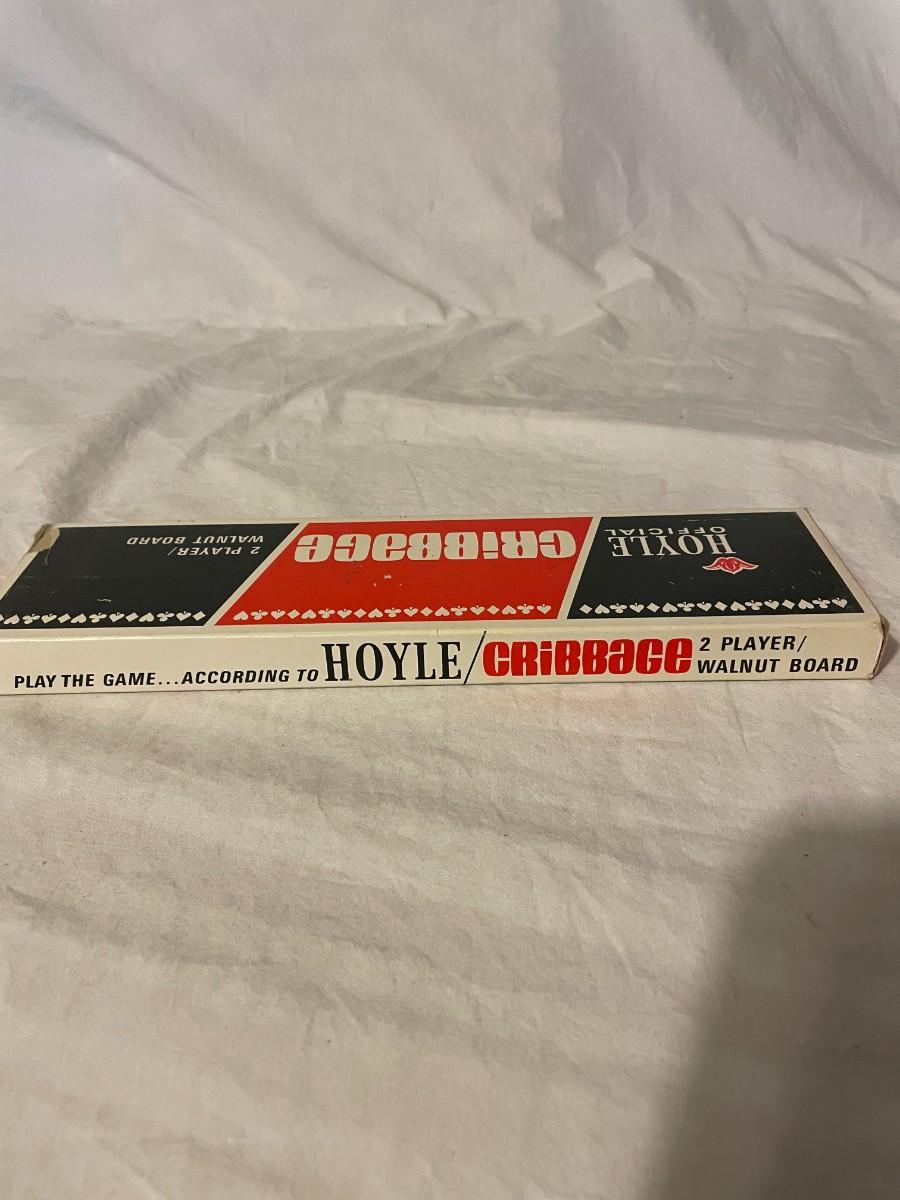 2 PLAYER/
WALNUT BOARD
CRiBBaGe
HOYLE
OFFICIAL
PLAY THE GAME...ACCORDING TO HOYLE/CRiBBaGe 2 PLAYER/
WALNUT BOARD